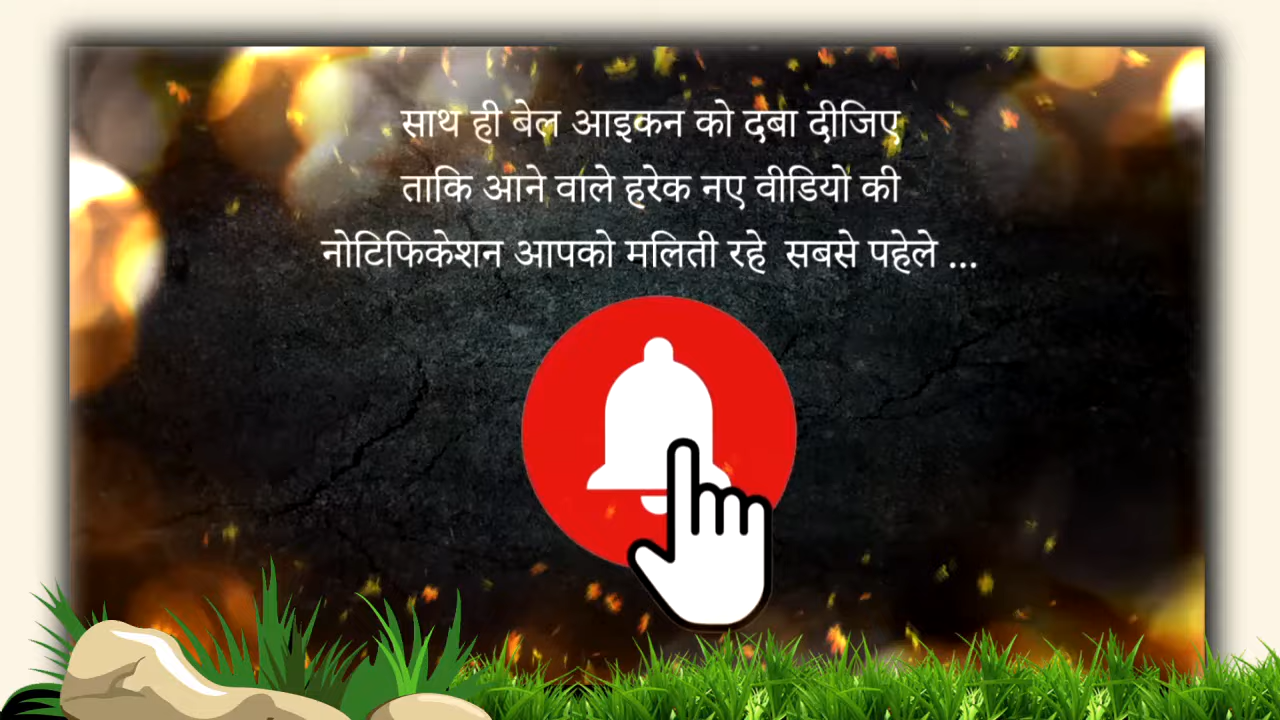 साथ ही बेल आइकन को दबा दीजिए
ताकि आने वाले हरेक नए वीडियो की
नोटिफिकेशन आपको मलिती रहे सबसे पहेले ...